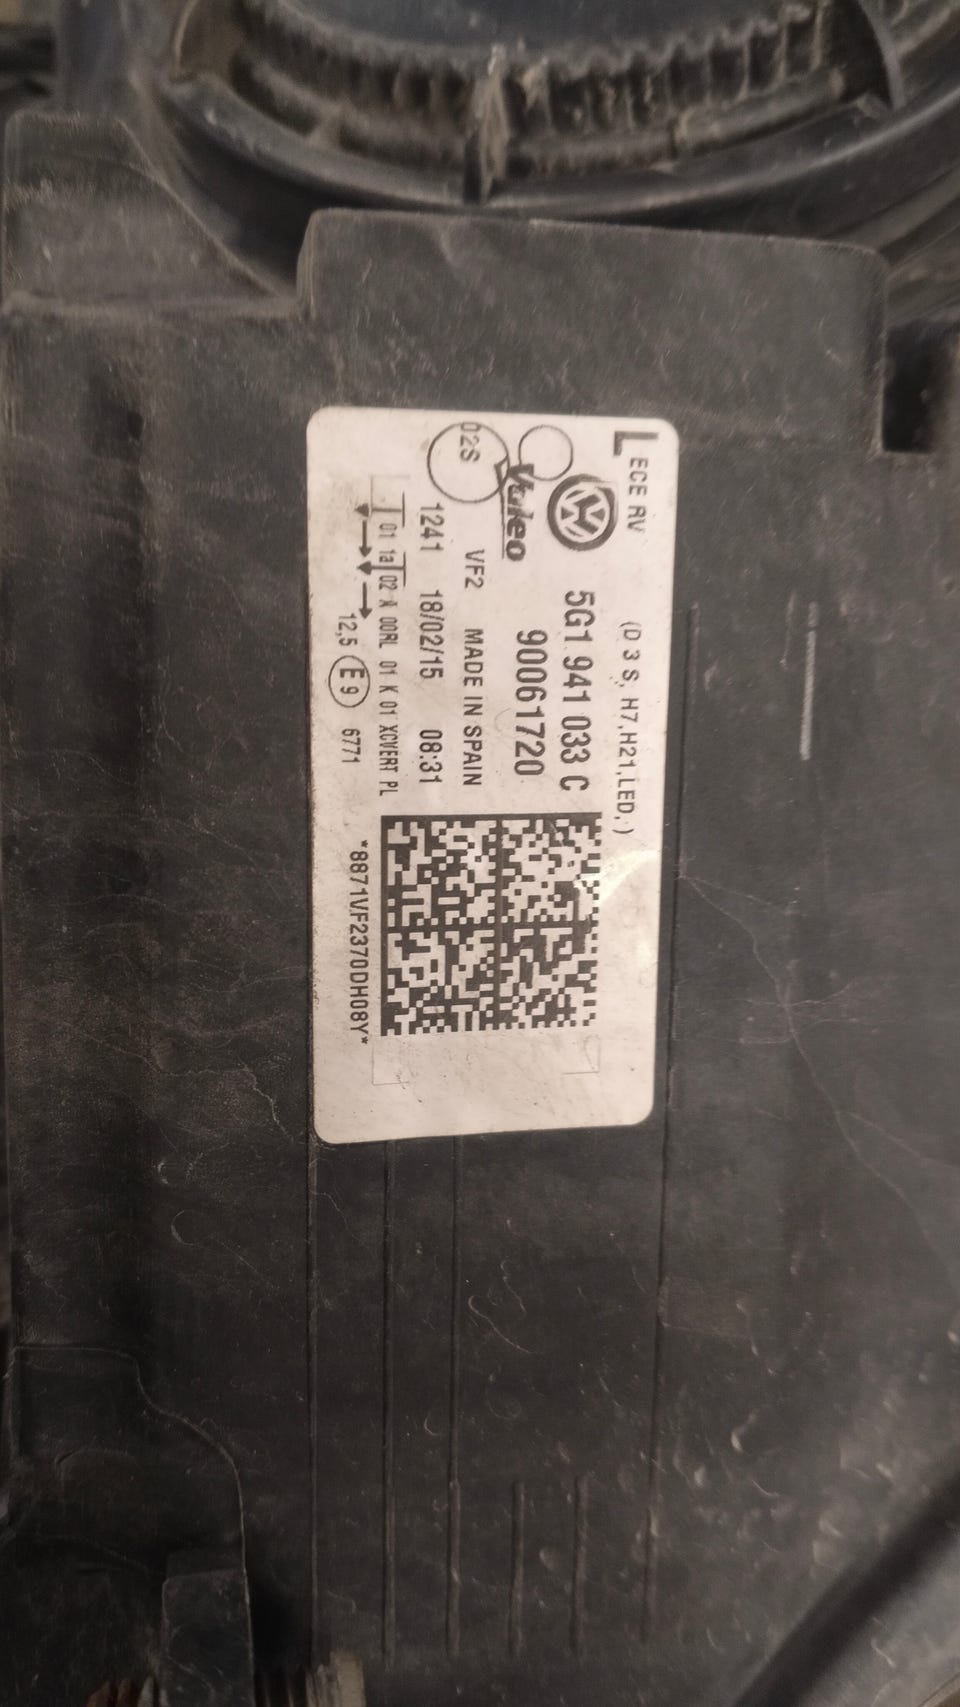 L ECE RV (D3S, H7,H21,LED,)
5G1 941 033 C
Valeo 90061720
02S VF2 MADE IN SPAIN
1241 18/02/15 08:31
01 1a 02 A 00RL 01 K 01 XCVERT PL
12,5 E9 6771 *8871VF2370DH08Y*